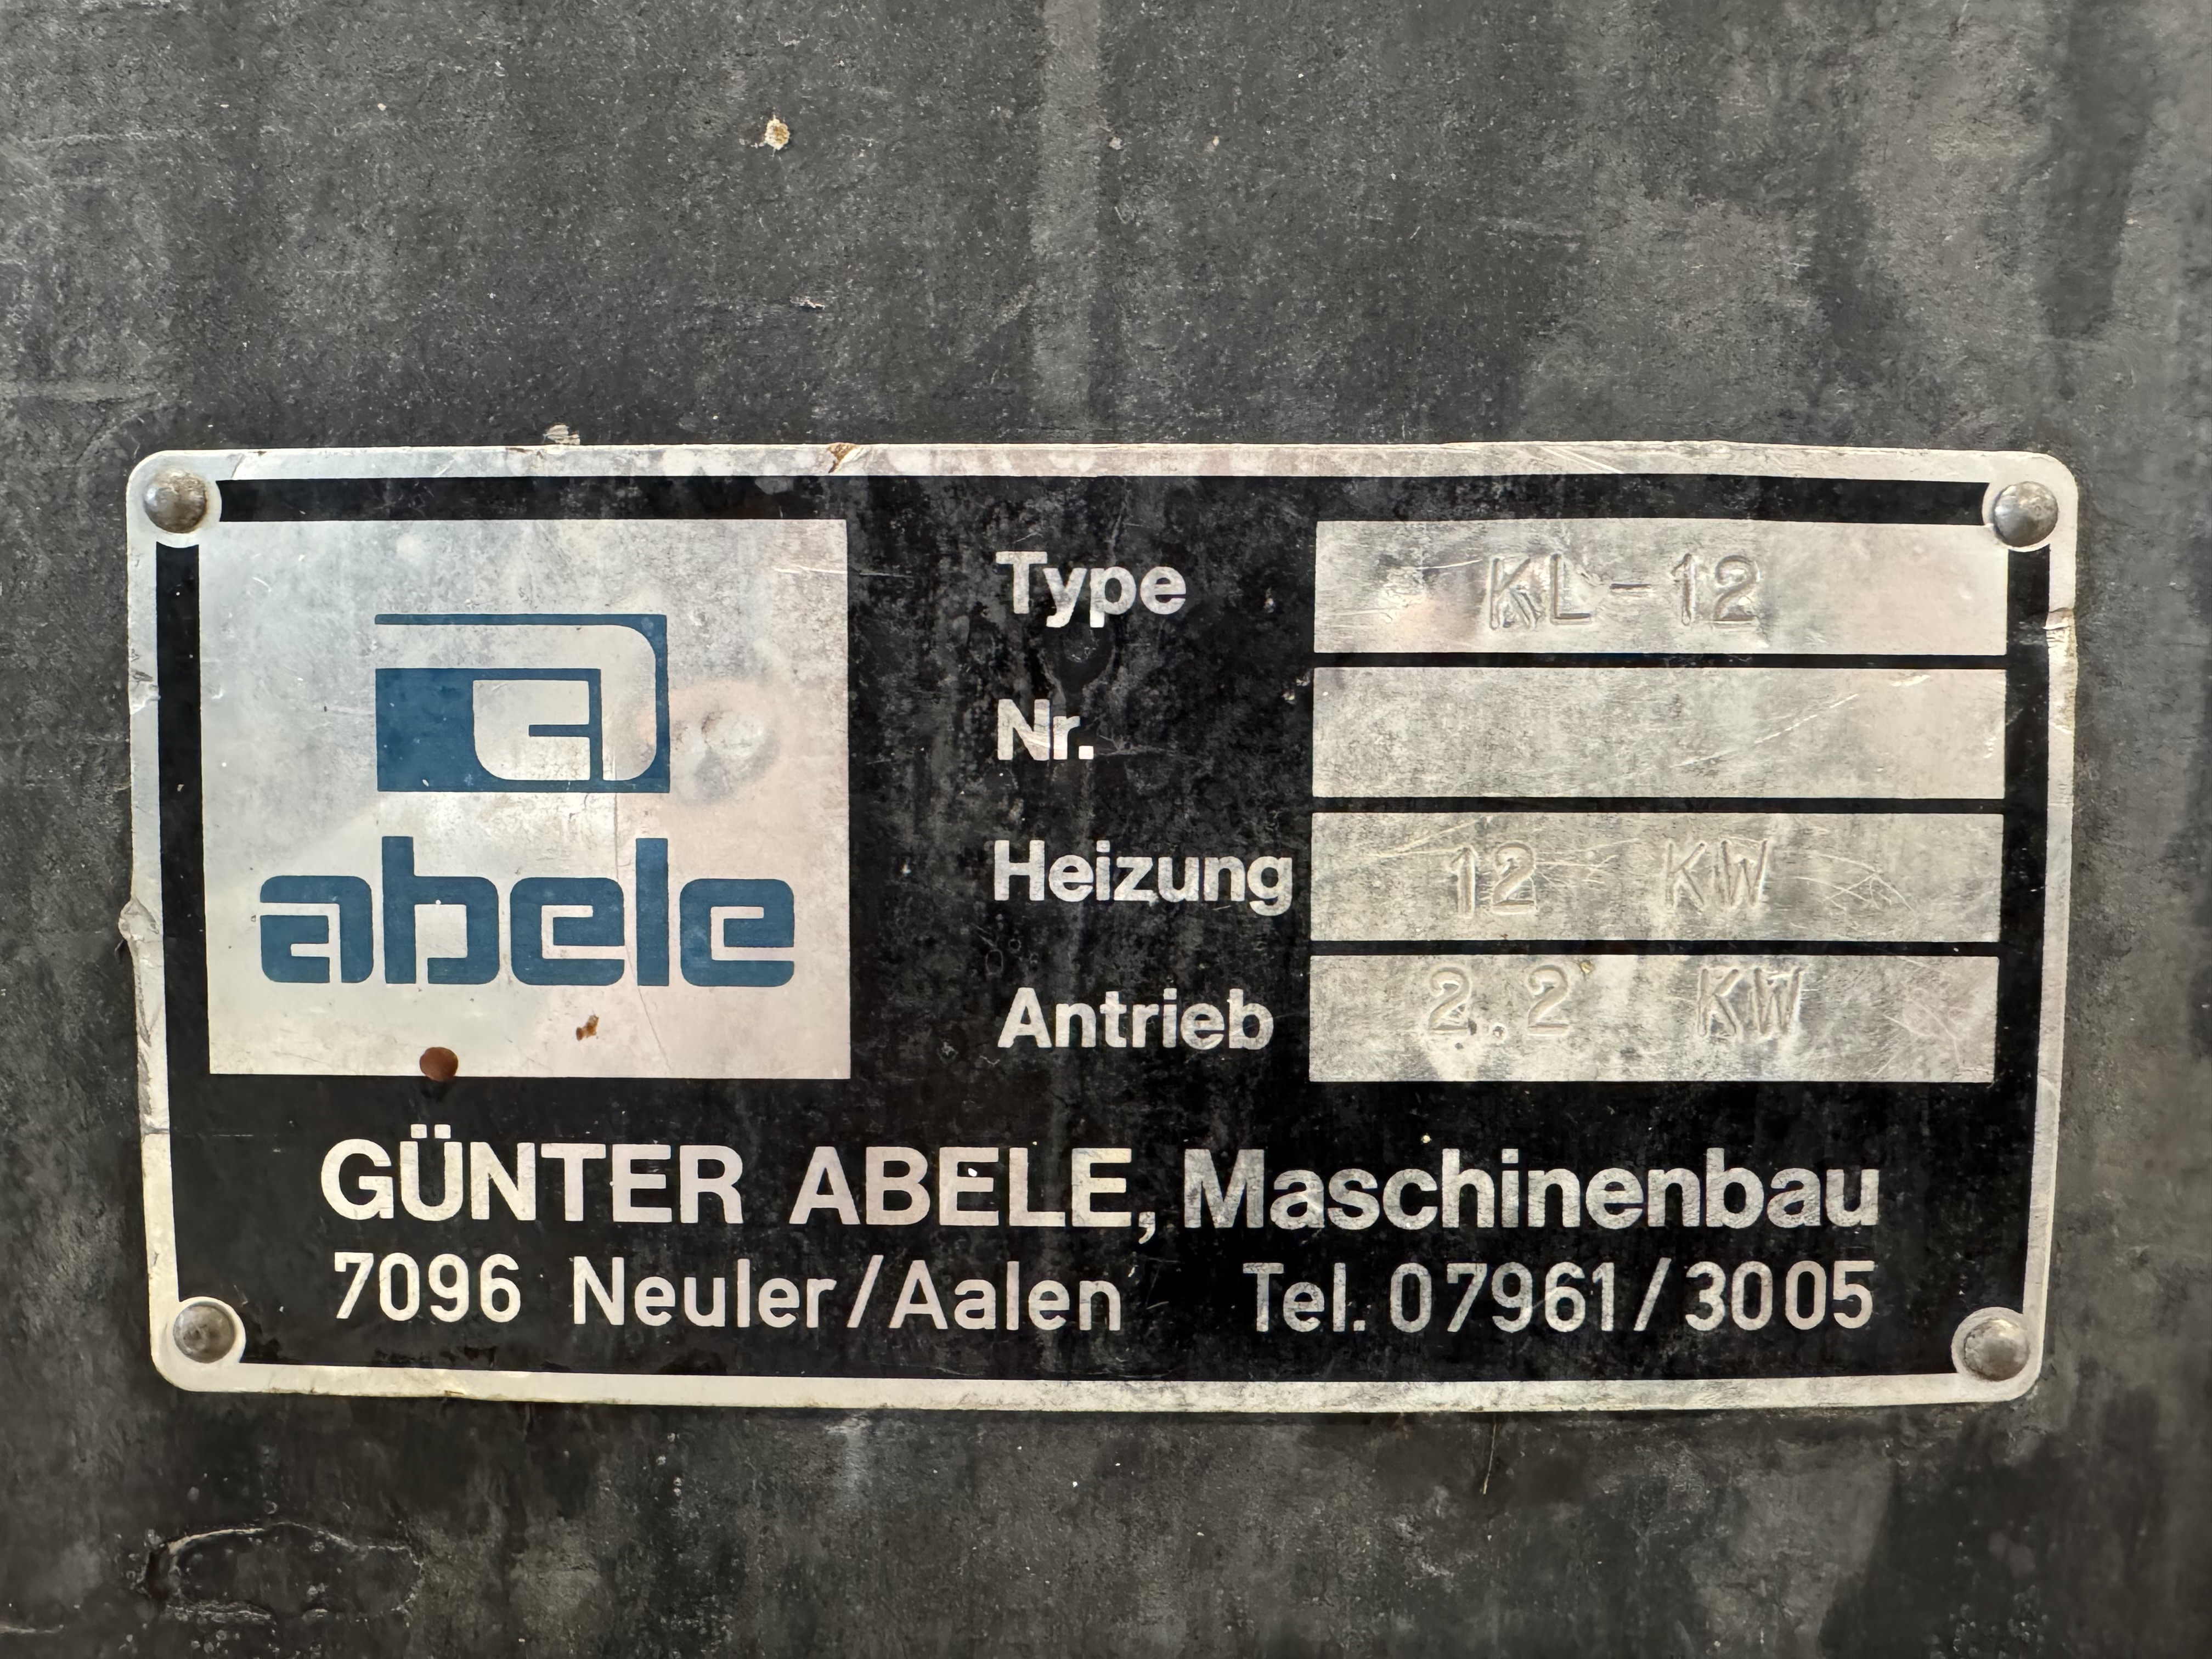 abele
Type KL-12
Nr.
Heizung 12 KW
Antrieb 2.2 KW
GÜNTER ABELE, Maschinenbau
7096 Neuler/Aalen Tel. 07961/3005